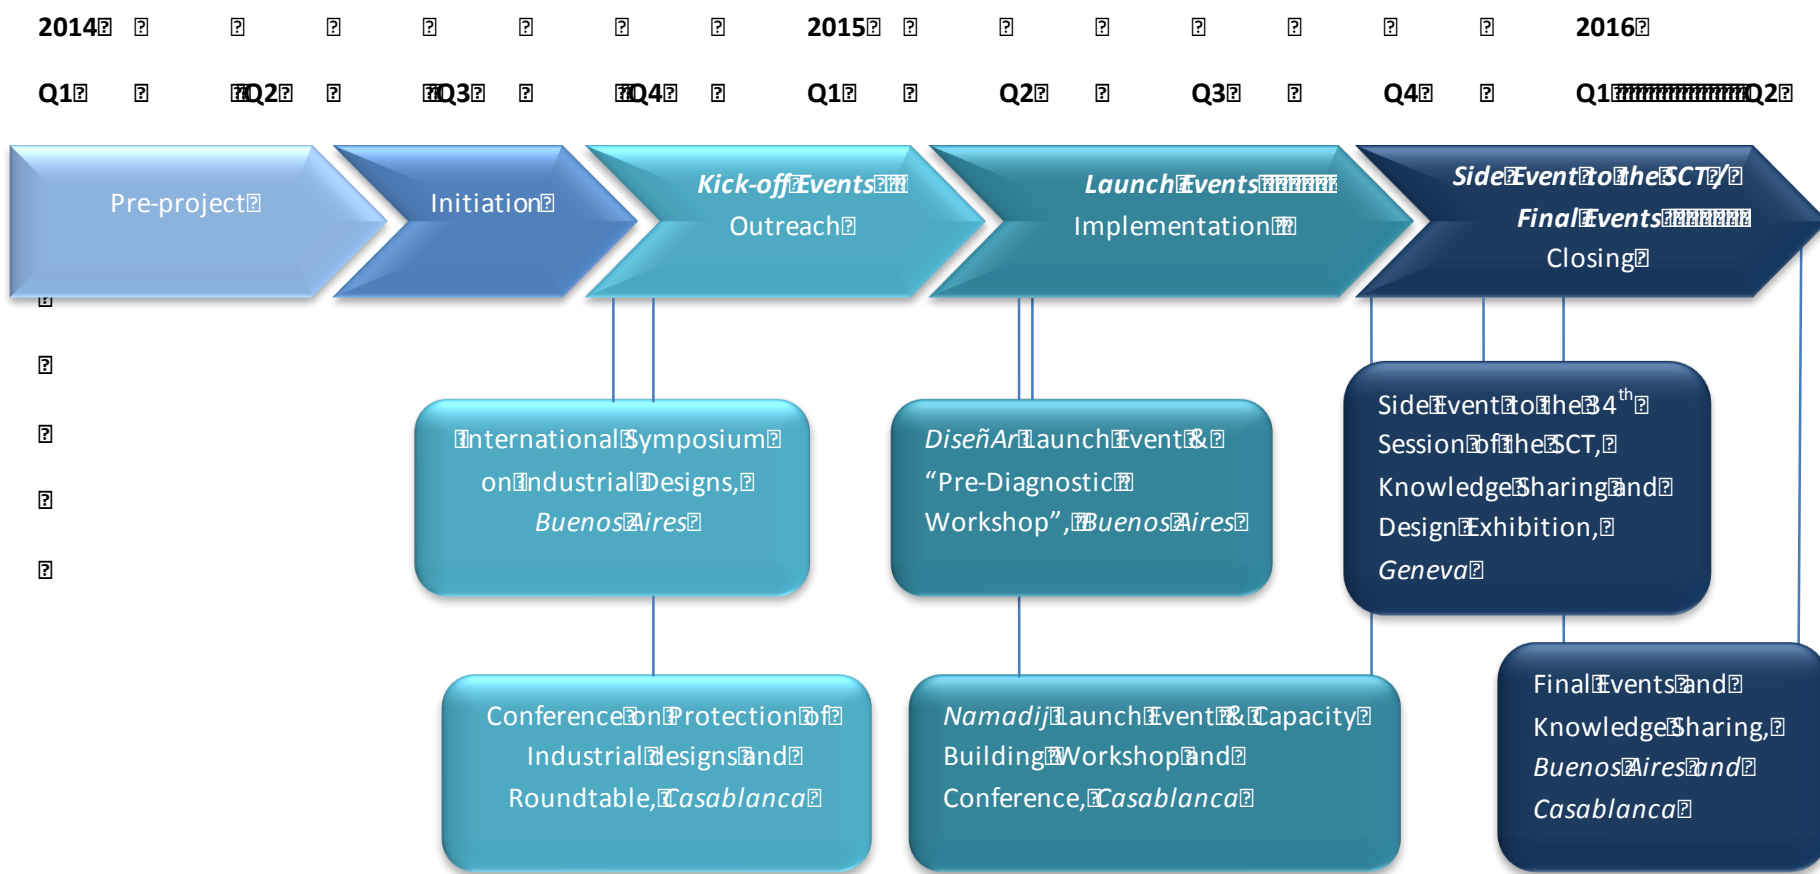 2014 2015 2016
Q1 Q2 Q3 Q4 Q1 Q2 Q3 Q4 Q1 Q2
Pre-project
Initiation
Kick-off Events
Outreach
Launch Events
Implementation
Side Event to the SCT /
Final Events
Closing
International Symposium
on Industrial Designs,
Buenos Aires
DiseñAr Launch Event &
“Pre-Diagnostic
Workshop”, Buenos Aires
Side Event to the 34th
Session of the SCT,
Knowledge Sharing and
Design Exhibition,
Geneva
Conference on Protection of
Industrial designs and
Roundtable, Casablanca
Namadij Launch Event & Capacity
Building Workshop and
Conference, Casablanca
Final Events and
Knowledge Sharing,
Buenos Aires and
Casablanca